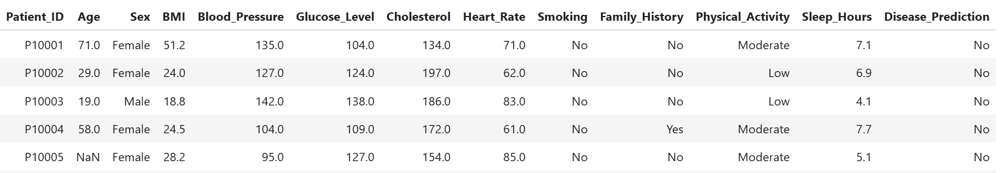 Patient_ID Age Sex BMI Blood_Pressure Glucose_Level Cholesterol Heart_Rate Smoking Family_History Physical_Activity Sleep_Hours Disease_Prediction
P10001 71.0 Female 51.2 135.0 104.0 134.0 71.0 No No Moderate 7.1 No
P10002 29.0 Female 24.0 127.0 124.0 197.0 62.0 No No Low 6.9 No
P10003 19.0 Male 18.8 142.0 138.0 186.0 83.0 No No Low 4.1 No
P10004 58.0 Female 24.5 104.0 109.0 172.0 61.0 No Yes Moderate 7.7 No
P10005 NaN Female 28.2 95.0 127.0 154.0 85.0 No No Moderate 5.1 No